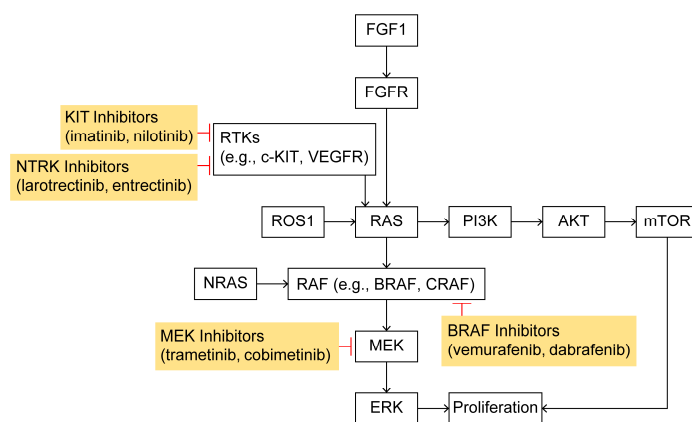 FGF1
FGFR
KIT Inhibitors
(imatinib, nilotinib)
RTKs
(e.g., c-KIT, VEGFR)
NTRK Inhibitors
(larotrectinib, entrectinib)
ROS1
RAS
PI3K
AKT
mTOR
NRAS
RAF (e.g., BRAF, CRAF)
MEK Inhibitors
(trametinib, cobimetinib)
MEK
BRAF Inhibitors
(vemurafenib, dabrafenib)
ERK
Proliferation